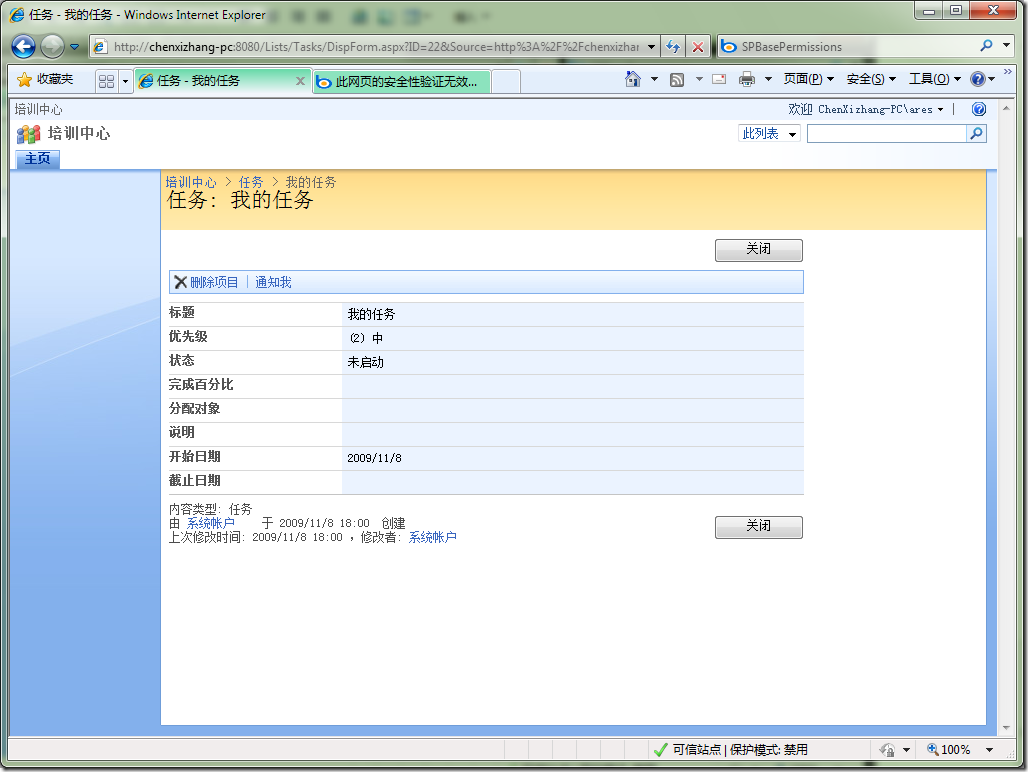 任务 - 我的任务 - Windows Internet Explorer
http://chenxizhang-pc:8080/Lists/Tasks/DispForm.aspx?ID=22&Source=http%3A%2F%2Fchenxizhar
SPBasePermissions
收藏夹
任务 - 我的任务
此网页的安全性验证无效...
页面(P)
安全(S)
工具(O)
培训中心
欢迎 ChenXizhang-PC\ares
培训中心
此列表
主页
培训中心 > 任务 > 我的任务
任务: 我的任务
关闭
删除项目 | 通知我
标题 我的任务
优先级 (2) 中
状态 未启动
完成百分比
分配对象
说明
开始日期 2009/11/8
截止日期
内容类型: 任务
由 系统帐户 于 2009/11/8 18:00 创建
上次修改时间: 2009/11/8 18:00 ，修改者: 系统帐户
关闭
可信站点 | 保护模式: 禁用
100%